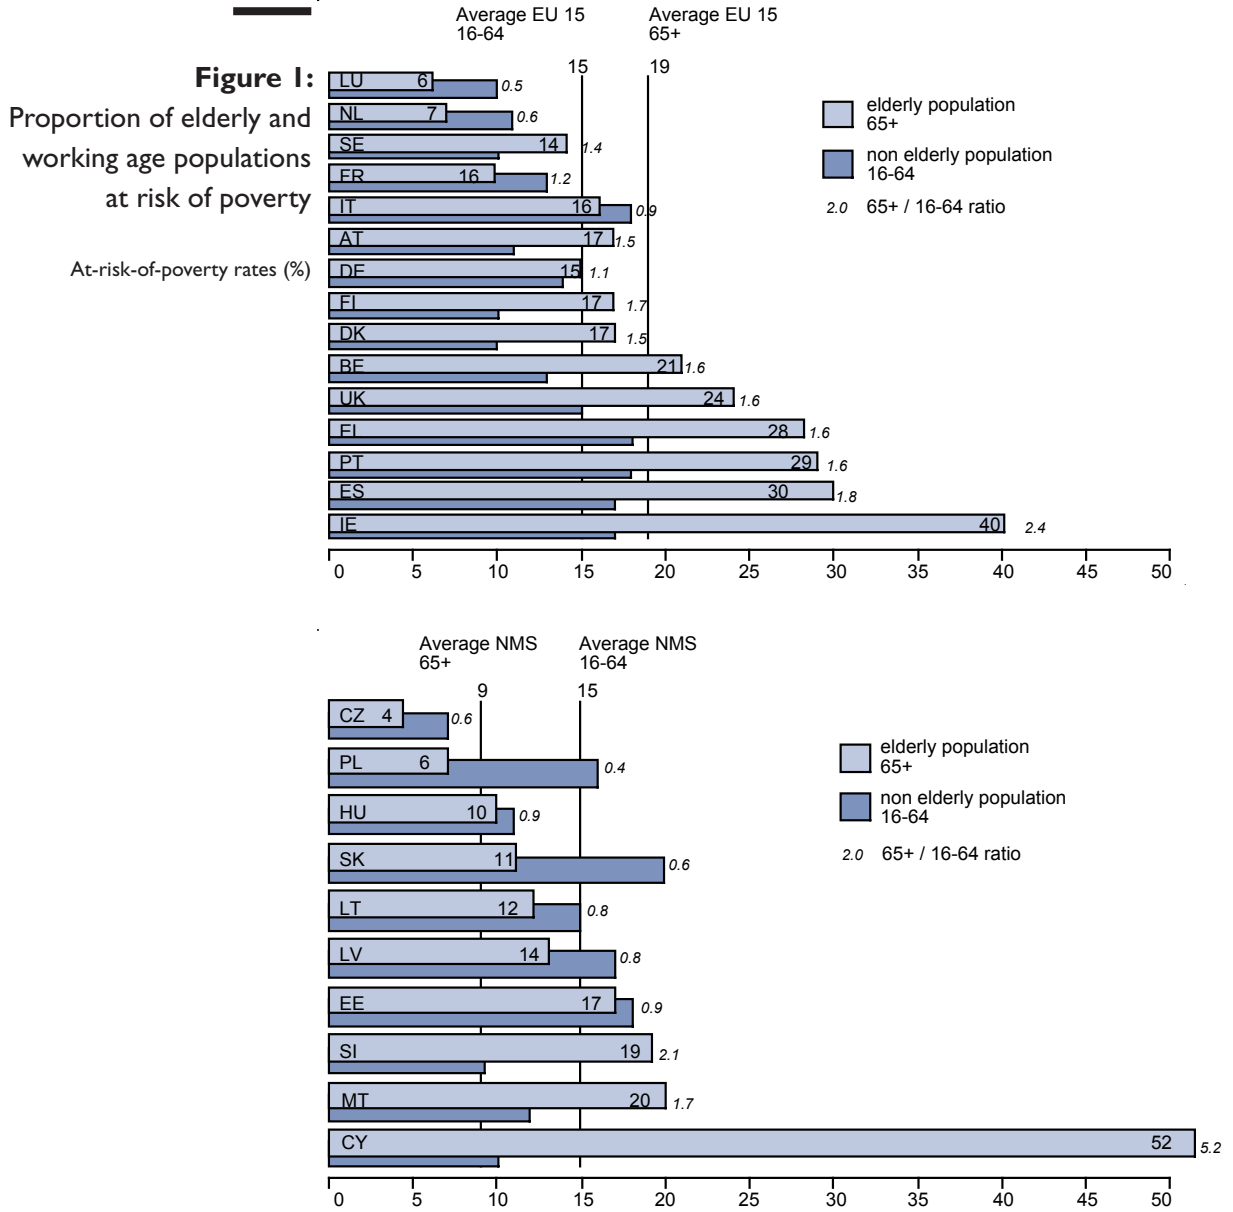 Figure 1:
Proportion of elderly and
working age populations
at risk of poverty
At-risk-of-poverty rates (%)
Average EU 15
16-64
Average EU 15
65+
15
19
LU 6 0.5
NL 7 0.6
SE 14 1.4
FR 16 1.2
IT 16 0.9
AT 17 1.5
DE 15 1.1
FI 17 1.7
DK 17 1.5
BE 21 1.6
UK 24 1.6
EL 28 1.6
PT 29 1.6
ES 30 1.8
IE 40 2.4
0 5 10 15 20 25 30 35 40 45 50
elderly population
65+
non elderly population
16-64
2.0 65+ / 16-64 ratio
Average NMS
65+
Average NMS
16-64
9
15
CZ 4 0.6
PL 6 0.4
HU 10 0.9
SK 11 0.6
LT 12 0.8
LV 14 0.8
EE 17 0.9
SI 19 2.1
MT 20 1.7
CY 52 5.2
0 5 10 15 20 25 30 35 40 45 50
elderly population
65+
non elderly population
16-64
2.0 65+ / 16-64 ratio